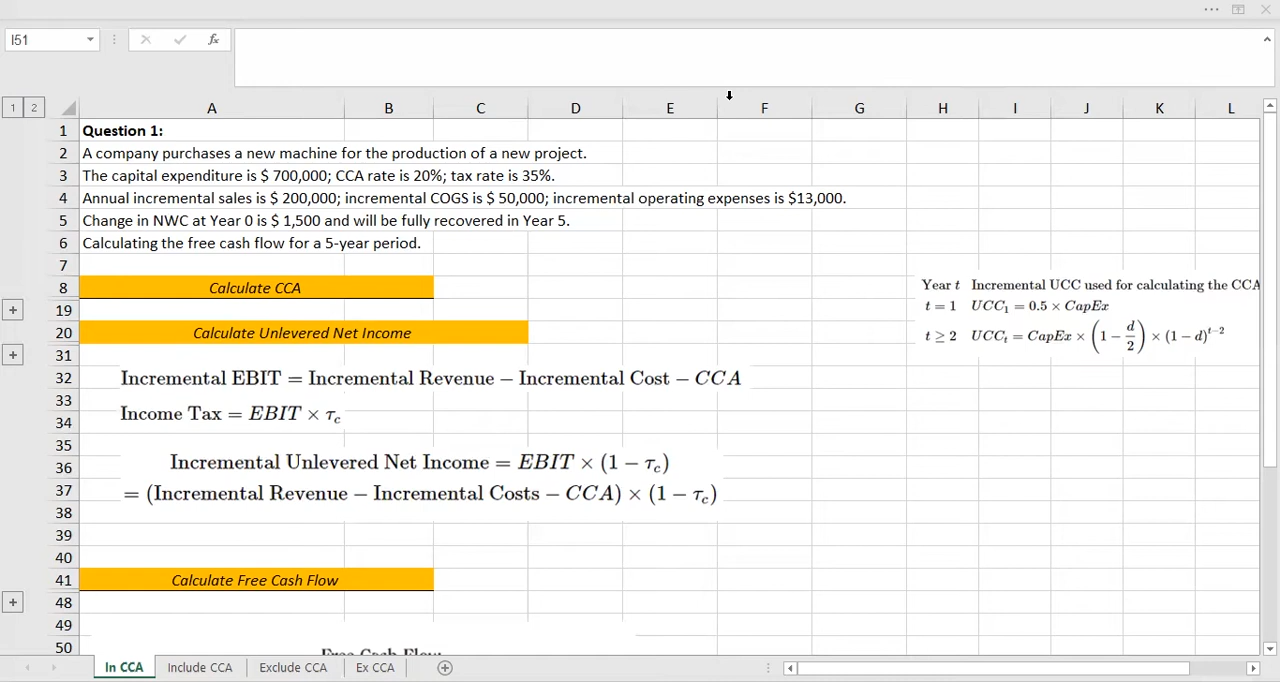 I51
fx
1 2
A B C D E F G H I J K L
1 Question 1:
2 A company purchases a new machine for the production of a new project.
3 The capital expenditure is $ 700,000; CCA rate is 20%; tax rate is 35%.
4 Annual incremental sales is $ 200,000; incremental COGS is $ 50,000; incremental operating expenses is $13,000.
5 Change in NWC at Year 0 is $ 1,500 and will be fully recovered in Year 5.
6 Calculating the free cash flow for a 5-year period.
7
8 Calculate CCA
Year t Incremental UCC used for calculating the CCA
19 t = 1 UCC₁ = 0.5 × CapEx
20 Calculate Unlevered Net Income
t ≥ 2 UCCₜ = CapEx × (1 − d/2) × (1 − d)ᵗ⁻²
31
32 Incremental EBIT = Incremental Revenue − Incremental Cost − CCA
33
34 Income Tax = EBIT × τc
35
36 Incremental Unlevered Net Income = EBIT × (1 − τc)
37 = (Incremental Revenue − Incremental Costs − CCA) × (1 − τc)
38
39
40
41 Calculate Free Cash Flow
48
49
50 Free Cash Flow
In CCA Include CCA Exclude CCA Ex CCA